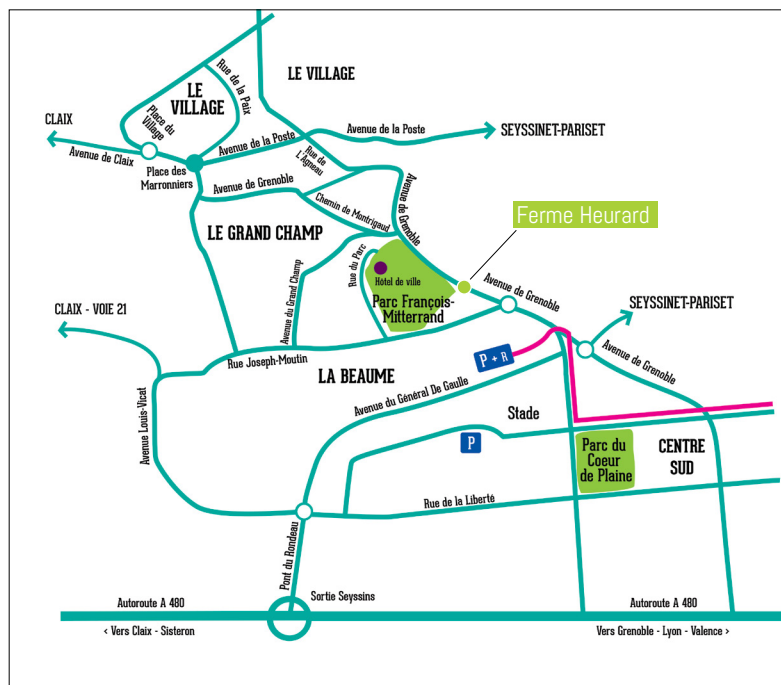 LE VILLAGE
Rue de la Paix
LE
VILLAGE
Place du
Village
CLAIX
Avenue de Claix
Avenue de la Poste
Avenue de la Poste
SEYSSINET-PARISET
Place des
Marronniers
Rue de
L'Agneau
Avenue de Grenoble
Chemin de Montrigaud
Avenue de Grenoble
Ferme Heurard
LE GRAND CHAMP
Rue du Parc
Hôtel de ville
Parc François-
Mitterrand
Avenue du Grand Champ
Avenue de Grenoble
SEYSSINET-PARISET
CLAIX - VOIE 21
Rue Joseph-Moutin
P + R
Avenue de Grenoble
LA BEAUME
Avenue du Général De Gaulle
Avenue Louis-Vicat
Stade
P
Parc du
Coeur
de Plaine
CENTRE
SUD
Rue de la Liberté
Pont du Rondeau
Sortie Seyssins
Autoroute A 480
Autoroute A 480
< Vers Claix - Sisteron
Vers Grenoble - Lyon - Valence >